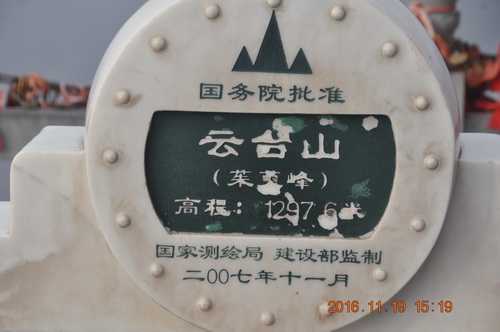 国务院批准
云台山
(茱萸峰)
高程：1297.6米
国家测绘局 建设部监制
二〇〇七年十一月
2016.11.19 15:19